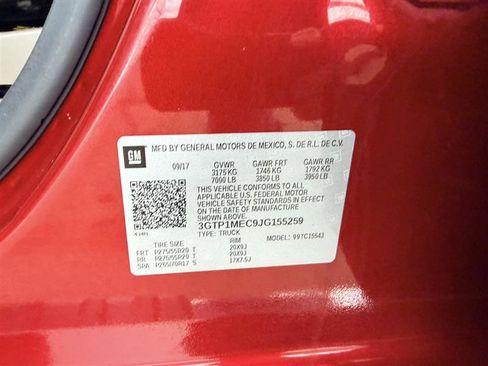 GM
MFD BY GENERAL MOTORS DE MEXICO, S. DE R.L. DE C.V.
09/17 GVWR GAWR FRT GAWR RR
3175 KG 1746 KG 1792 KG
7000 LB 3850 LB 3950 LB
THIS VEHICLE CONFORMS TO ALL
APPLICABLE U.S. FEDERAL MOTOR
VEHICLE SAFETY STANDARDS IN EFFECT
ON THE DATE OF MANUFACTURE
SHOWN ABOVE.
3GTP1MEC9JG155259
TYPE: TRUCK MODEL: 99TC15543
TIRE SIZE RIM
FRT P275/55R20 T 20X9J
RR P275/55R20 T 20X9J
SPA P265/70R17 S 17X7.5J